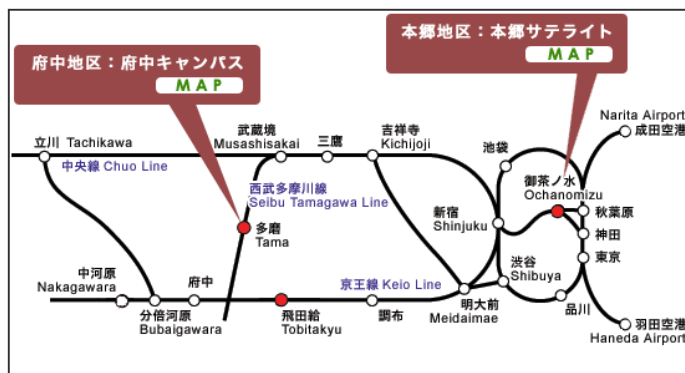 本郷地区：本郷サテライト
MAP
府中地区：府中キャンパス
MAP
Narita Airport
成田空港
立川 Tachikawa
中央線 Chuo Line
武蔵境
Musashisakai
三鷹
吉祥寺
Kichijoji
池袋
御茶ノ水
Ochanomizu
秋葉原
西武多摩川線
Seibu Tamagawa Line
多磨
Tama
新宿
Shinjuku
神田
東京
渋谷
Shibuya
中河原
Nakagawara
府中
京王線 Keio Line
分倍河原
Bubaigawara
飛田給
Tobitakyu
調布
明大前
Meidaimae
品川
羽田空港
Haneda Airport